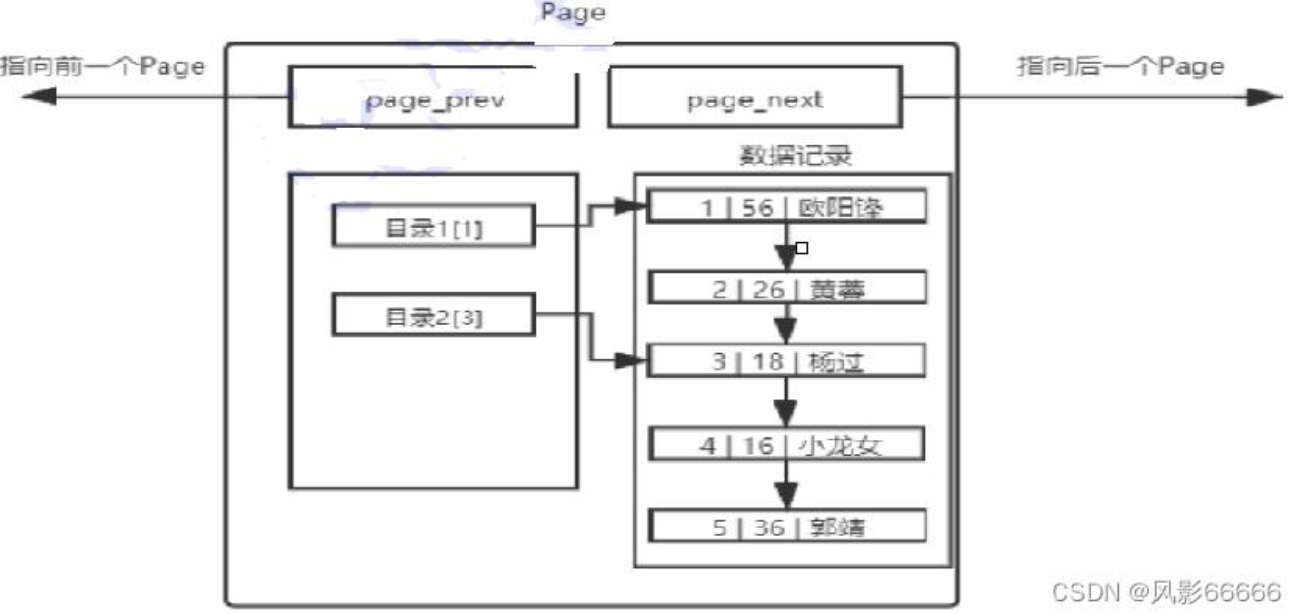 Page
指向前一个Page
指向后一个Page
page_prev
page_next
数据记录
目录1[1]
目录2[3]
1 | 56 | 欧阳锋
2 | 26 | 黄蓉
3 | 18 | 杨过
4 | 16 | 小龙女
5 | 36 | 郭靖
CSDN @风影66666